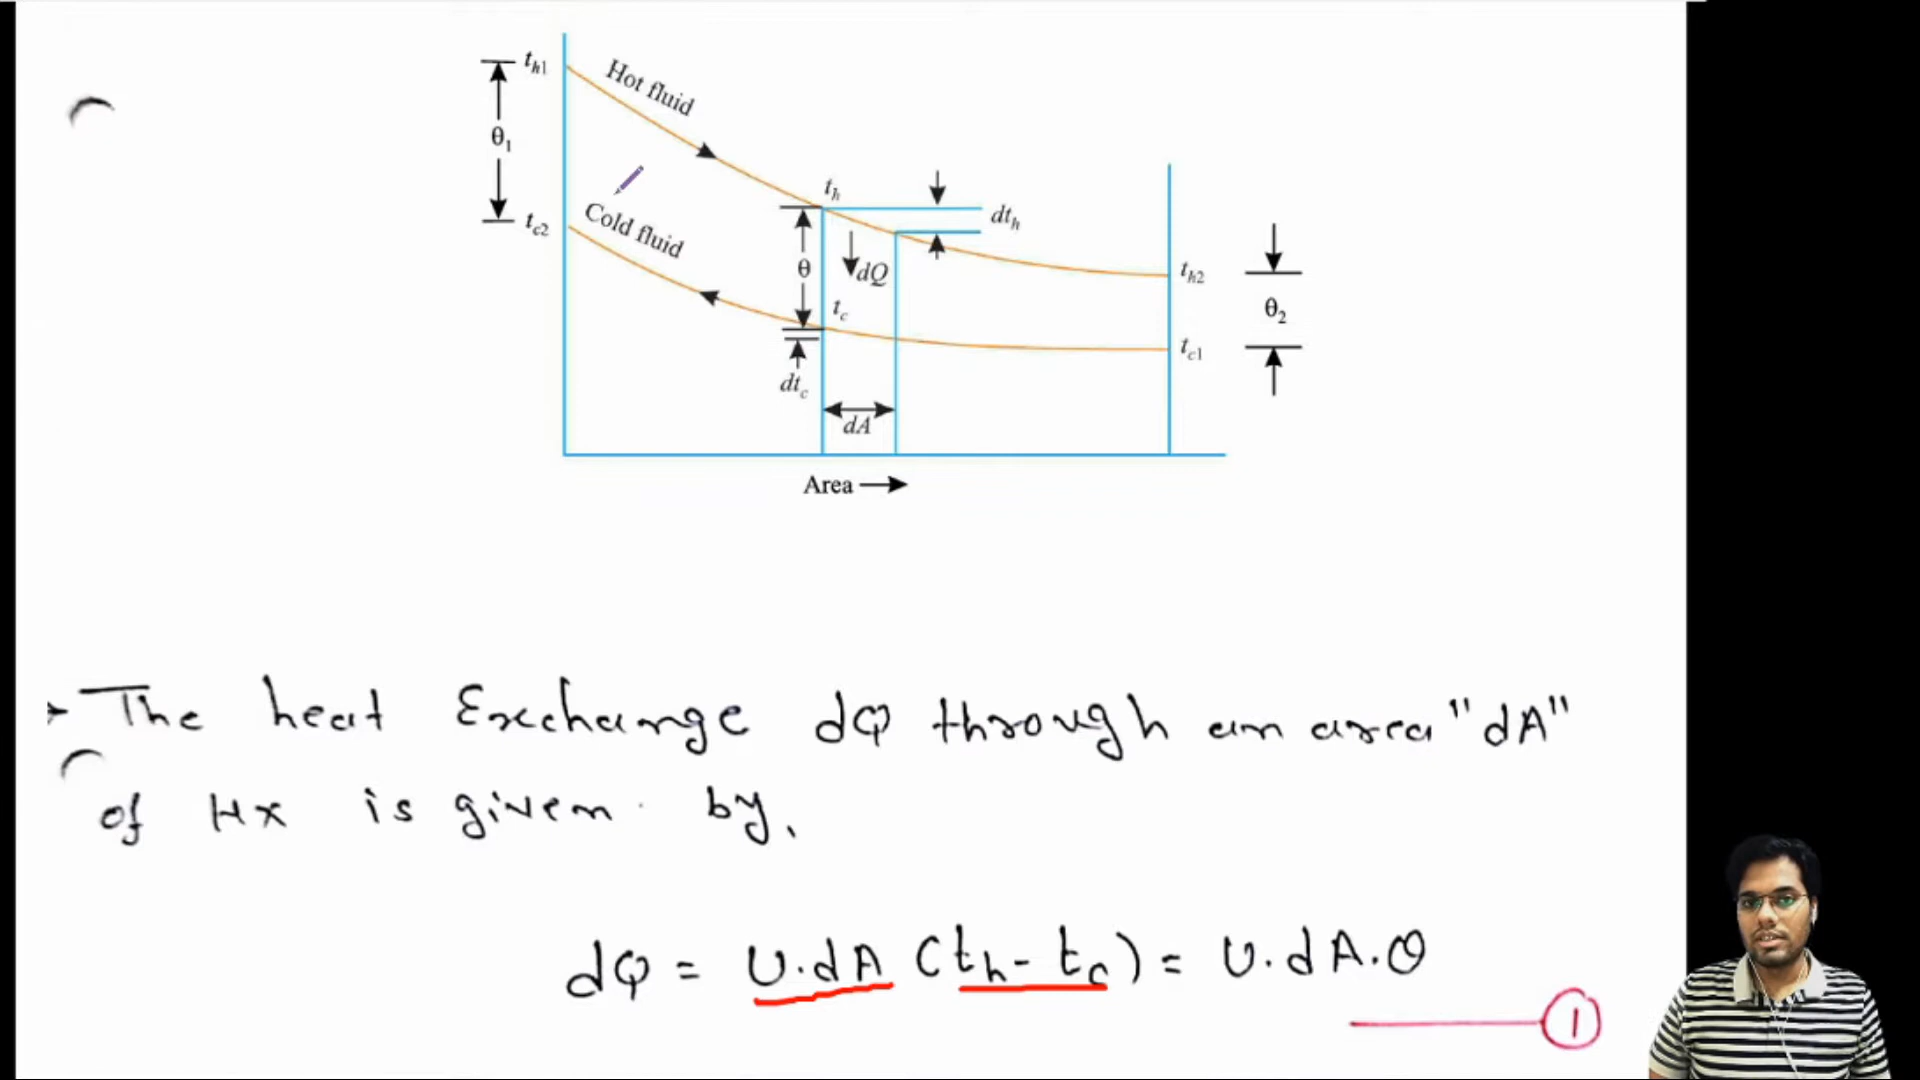 t_h1
Hot fluid
θ_1
t_h
dt_h
t_c2
Cold fluid
θ
dQ
t_h2
t_c
θ_2
t_c1
dt_c
dA
Area
The heat Exchange dQ through an area "dA"
of Hx is given by,
dQ = U.dA (t_h - t_c) = U.dA.θ
1